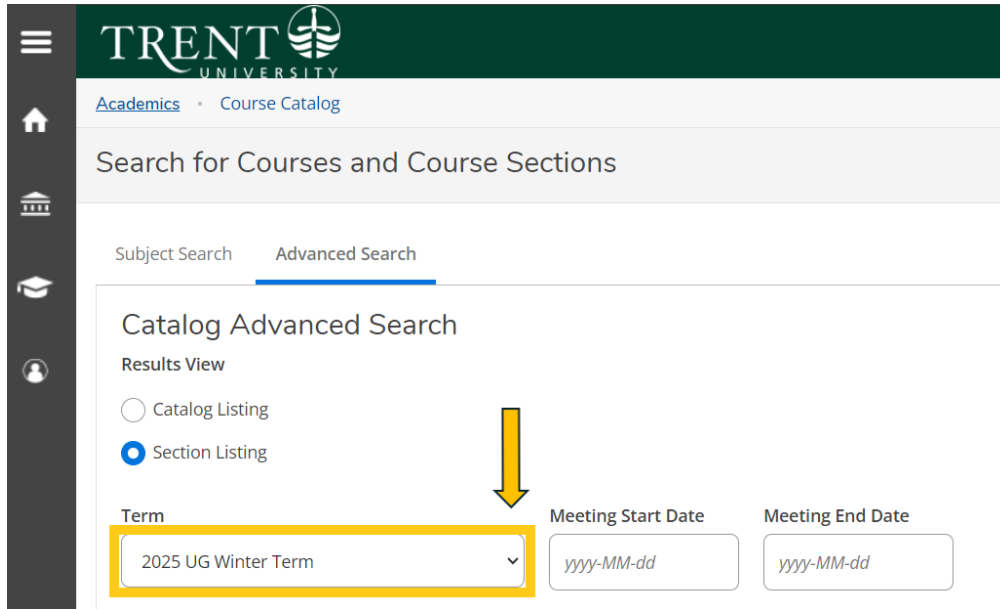 TRENT
UNIVERSITY
Academics • Course Catalog
Search for Courses and Course Sections
Subject Search Advanced Search
Catalog Advanced Search
Results View
Catalog Listing
Section Listing
Term Meeting Start Date Meeting End Date
2025 UG Winter Term yyyy-MM-dd yyyy-MM-dd